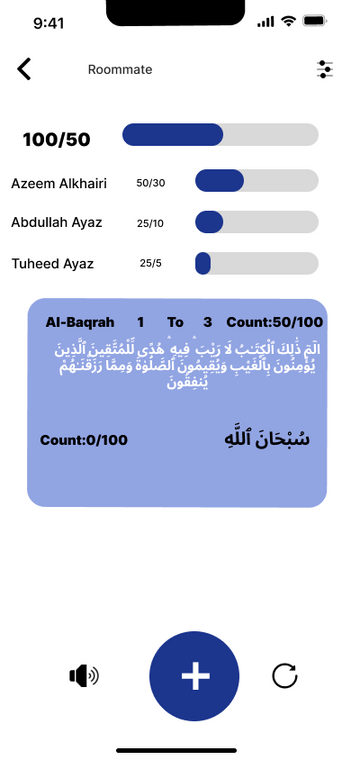 9:41
Roommate
100/50
Azeem Alkhairi 50/30
Abdullah Ayaz 25/10
Tuheed Ayaz 25/5
Al-Baqrah 1 To 3 Count:50/100
الٓمٓ ذَٰلِكَ ٱلْكِتَـٰبُ لَا رَيْبَ ۛ فِيهِ ۛ هُدًى لِّلْمُتَّقِينَ ٱلَّذِينَ
يُؤْمِنُونَ بِٱلْغَيْبِ وَيُقِيمُونَ ٱلصَّلَوٰةَ وَمِمَّا رَزَقْنَـٰهُمْ
يُنفِقُونَ
Count:0/100 سُبْحَانَ ٱللَّهِ